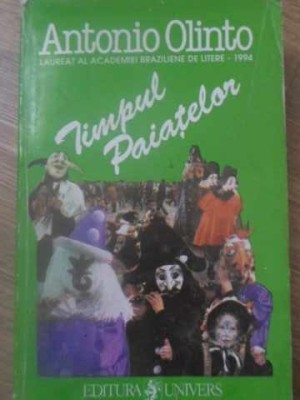 Antonio Olinto
LAUREAT AL ACADEMIEI BRAZILIENE DE LITERE - 1994
Timpul
Paiațelor
EDITURA UNIVERS